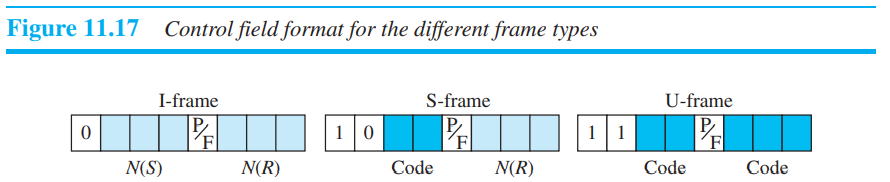 Figure 11.17 Control field format for the different frame types
I-frame S-frame U-frame
0 P/F 1 0 P/F 1 1 P/F
N(S) N(R) Code N(R) Code Code